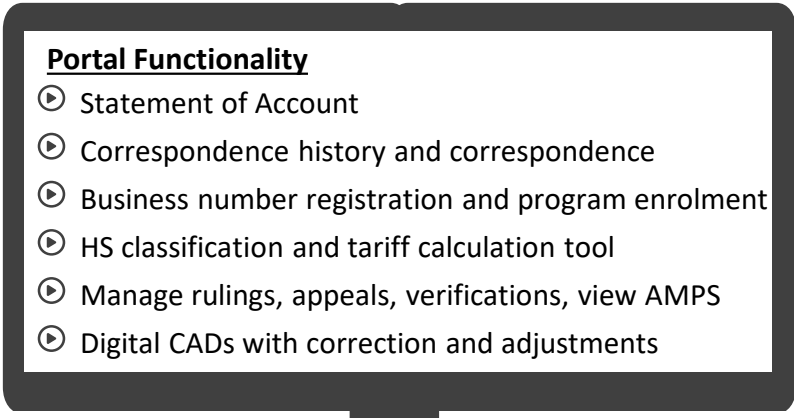 Portal Functionality
Statement of Account
Correspondence history and correspondence
Business number registration and program enrolment
HS classification and tariff calculation tool
Manage rulings, appeals, verifications, view AMPS
Digital CADs with correction and adjustments